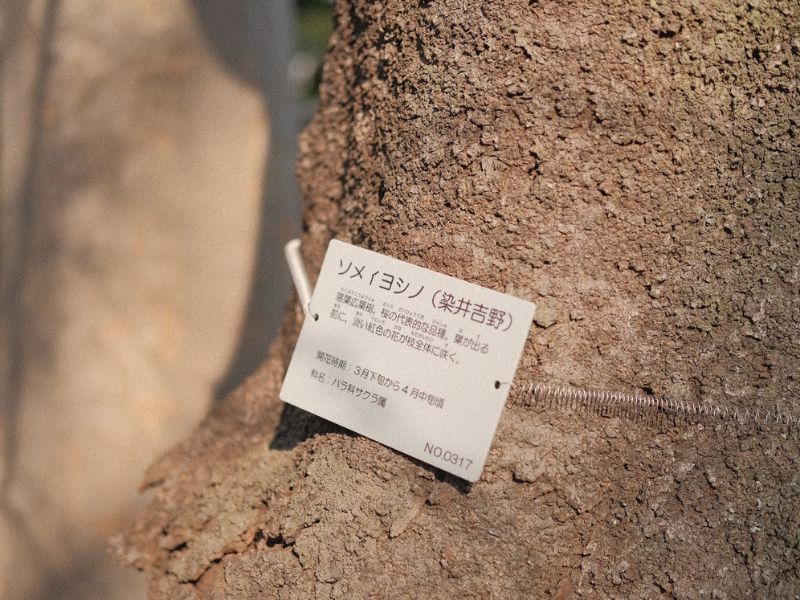 ソメイヨシノ（染井吉野）
落葉広葉樹。桜の代表的な品種。葉が出る
前に、淡い紅色の花が枝全体に咲く。
開花時期：３月下旬から４月中旬頃
科名：バラ科サクラ属
NO.0317